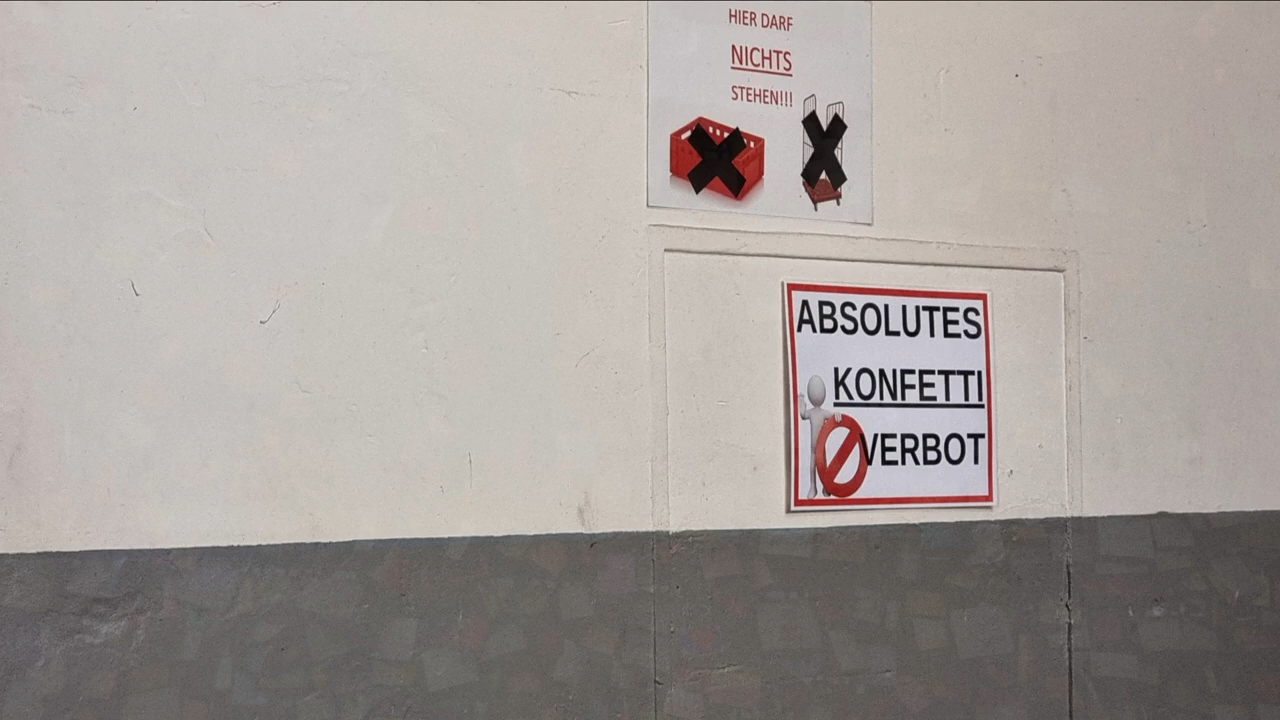 HIER DARF
NICHTS
STEHEN!!!
ABSOLUTES
KONFETTI
VERBOT